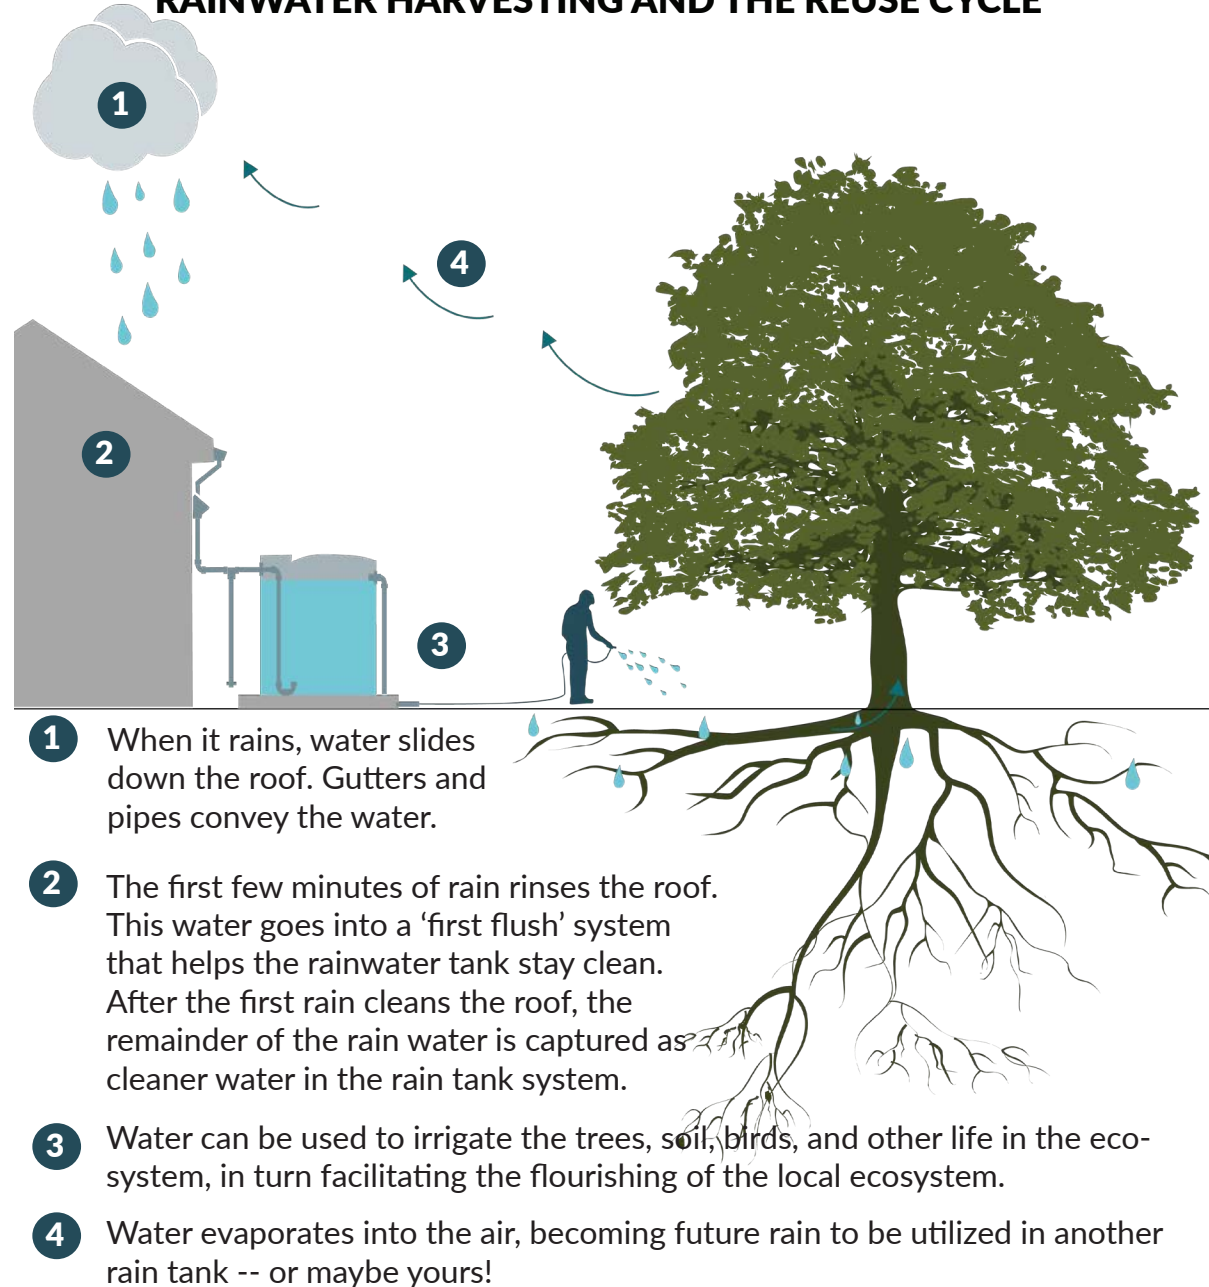 RAINWATER HARVESTING AND THE REUSE CYCLE
1
4
2
3
1
When it rains, water slides
down the roof. Gutters and
pipes convey the water.
2
The first few minutes of rain rinses the roof.
This water goes into a ‘first flush’ system
that helps the rainwater tank stay clean.
After the first rain cleans the roof, the
remainder of the rain water is captured as
cleaner water in the rain tank system.
3
Water can be used to irrigate the trees, soil, birds, and other life in the eco-
system, in turn facilitating the flourishing of the local ecosystem.
4
Water evaporates into the air, becoming future rain to be utilized in another
rain tank -- or maybe yours!